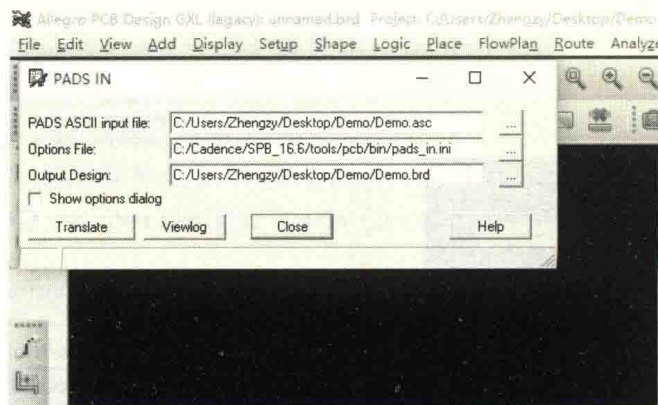 Allegro PCB Design GXL (legacy): unnamed.brd Project: C:/Users/Zhengzy/Desktop/Demo
File Edit View Add Display Setup Shape Logic Place FlowPlan Route Analyze
PADS IN
PADS ASCII input file: C:/Users/Zhengzy/Desktop/Demo/Demo.asc ...
Options File: C:/Cadence/SPB_16.6/tools/pcb/bin/pads_in.ini ...
Output Design: C:/Users/Zhengzy/Desktop/Demo/Demo.brd ...
Show options dialog
Translate Viewlog Close Help